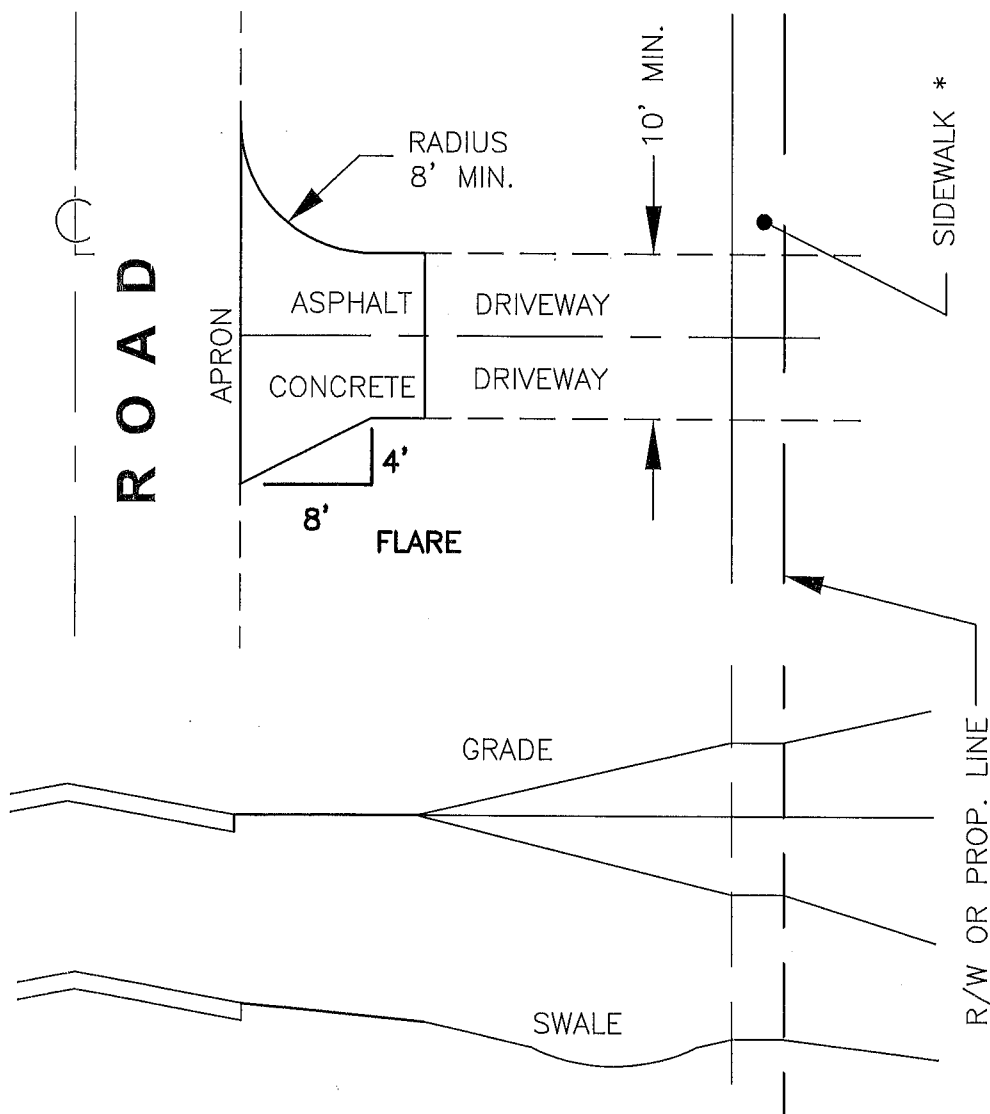 RADIUS
8' MIN.
10' MIN.
SIDEWALK *
ROAD
APRON
ASPHALT
DRIVEWAY
CONCRETE
DRIVEWAY
4'
8'
FLARE
GRADE
R/W OR PROP. LINE
SWALE